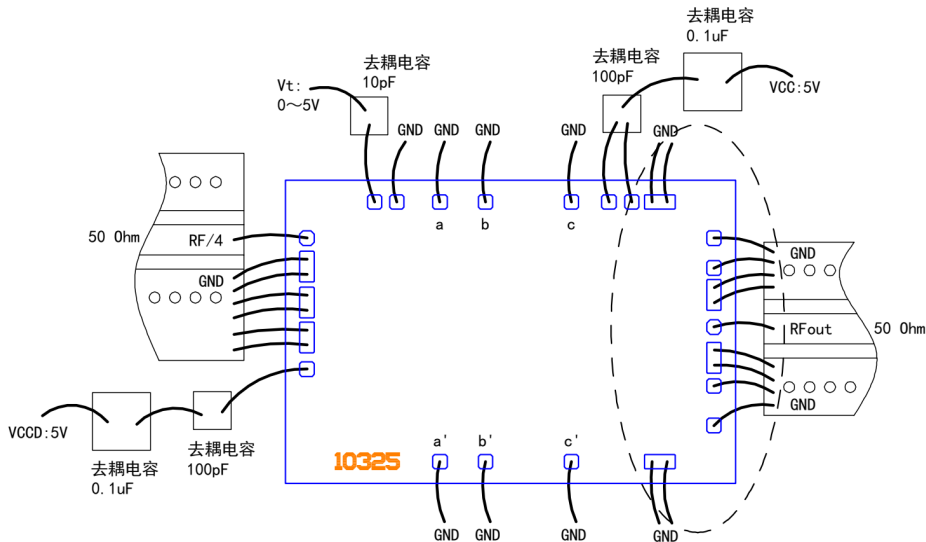 去耦电容
0.1uF
去耦电容
100pF
VCC:5V
去耦电容
10pF
Vt:
0～5V
GND
GND
GND
GND
GND
a
b
c
50 Ohm
RF/4
GND
GND
RFout
50 Ohm
GND
VCCD:5V
去耦电容
0.1uF
去耦电容
100pF
10325
a'
b'
c'
GND
GND
GND
GND